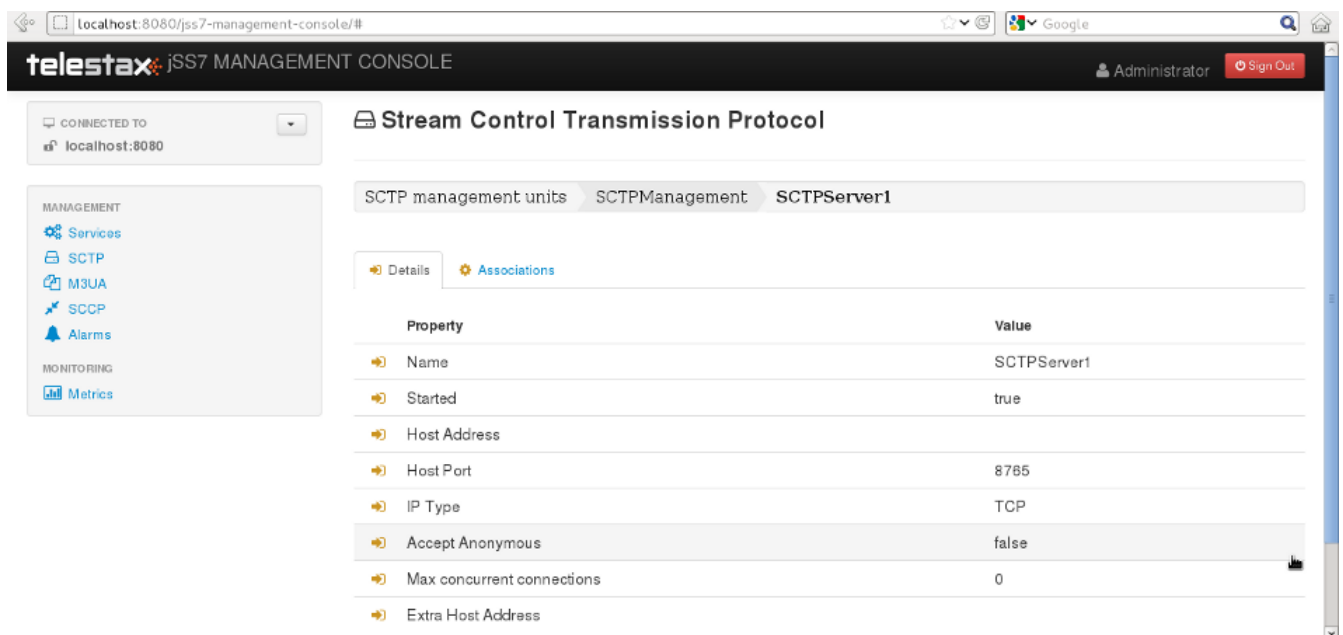 localhost:8080/jss7-management-console/#
Google
telestax jSS7 MANAGEMENT CONSOLE
Administrator
Sign Out
CONNECTED TO
localhost:8080
Stream Control Transmission Protocol
SCTP management units SCTPManagement SCTPServer1
MANAGEMENT
Services
SCTP
M3UA
SCCP
Alarms
MONITORING
Metrics
Details Associations
Property Value
Name SCTPServer1
Started true
Host Address
Host Port 8765
IP Type TCP
Accept Anonymous false
Max concurrent connections 0
Extra Host Address